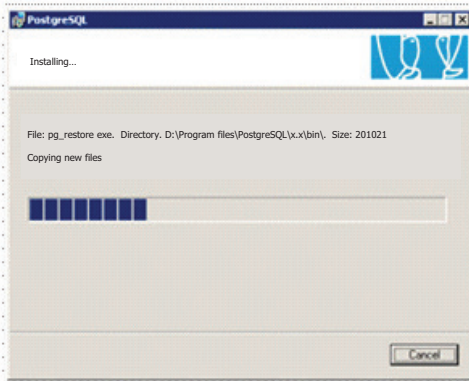 PostgreSQL
Installing...
File: pg_restore exe.  Directory. D:\Program files\PostgreSQL\x.x\bin\.  Size: 201021
Copying new files
Cancel